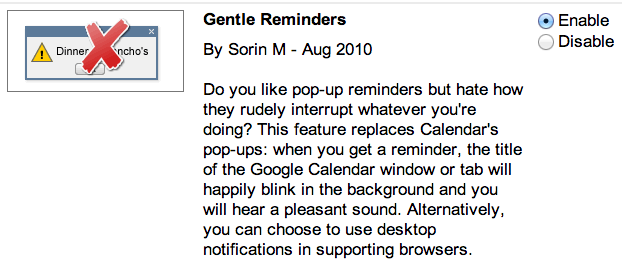 Gentle Reminders
Enable
Disable
By Sorin M - Aug 2010
Dinner ncho's
Do you like pop-up reminders but hate how
they rudely interrupt whatever you're
doing? This feature replaces Calendar's
pop-ups: when you get a reminder, the title
of the Google Calendar window or tab will
happily blink in the background and you
will hear a pleasant sound. Alternatively,
you can choose to use desktop
notifications in supporting browsers.